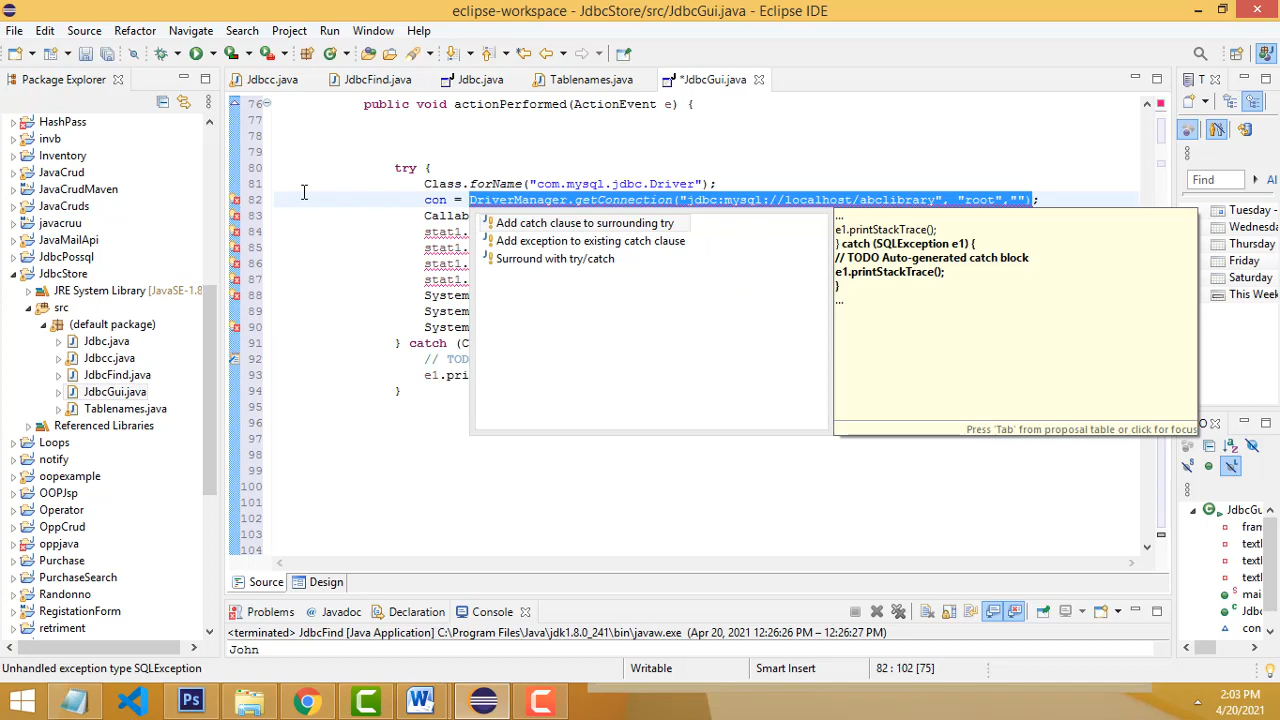 eclipse-workspace - JdbcStore/src/JdbcGui.java - Eclipse IDE
File Edit Source Refactor Navigate Search Project Run Window Help
Package Explorer
Jdbcc.java JdbcFind.java Jdbc.java Tablenames.java *JdbcGui.java T
HashPass
invb
Inventory
JavaCrud
JavaCrudMaven
JavaCruds
javacruu
JavaMailApi
JdbcPossql
JdbcStore
JRE System Library [JavaSE-1.8
src
(default package)
Jdbc.java
Jdbcc.java
JdbcFind.java
JdbcGui.java
Tablenames.java
Referenced Libraries
Loops
notify
oopexample
OOPJsp
Operator
OppCrud
oppjava
Purchase
PurchaseSearch
Randonno
RegistationForm
retriment
76 public void actionPerformed(ActionEvent e) {
77
78
79
80 try {
81 Class.forName("com.mysql.jdbc.Driver");
82 con = DriverManager.getConnection("jdbc:mysql://localhost/abclibrary", "root","");
83 Callab
84 stat1.
85 stat1.
86 stat1.
87 stat1.
88 System
89 System
90 System
91 } catch (C
92 // TOD
93 e1.pri
94 }
95
96
97
98
99
100
101
102
103
104
Add catch clause to surrounding try
Add exception to existing catch clause
Surround with try/catch
...
e1.printStackTrace();
} catch (SQLException e1) {
// TODO Auto-generated catch block
e1.printStackTrace();
}
...
Press 'Tab' from proposal table or click for focus
Find All
Tuesday -
Wednesda
Thursday
Friday
Saturday
This Week
O
JdbcGu
fram
textl
textl
textl
mai
Jdb
con
Source Design
Problems Javadoc Declaration Console
<terminated> JdbcFind [Java Application] C:\Program Files\Java\jdk1.8.0_241\bin\javaw.exe (Apr 20, 2021 12:26:26 PM – 12:26:27 PM)
John
Unhandled exception type SQLException Writable Smart Insert 82 : 102 [75]
2:03 PM
4/20/2021